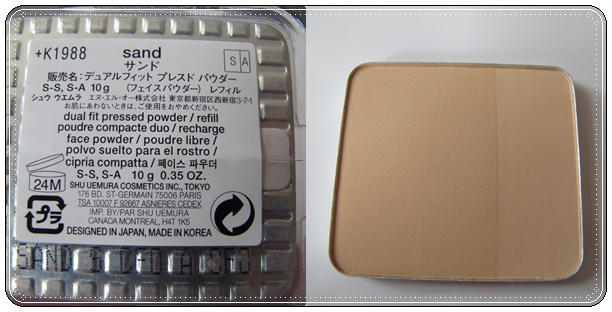 +K1988 sand
サンド
S A
販売名：デュアルフィット プレスド パウダー
S-S, S-A 10 g （フェイスパウダー） レフィル
シュウ ウエムラ エヌ・エル・オー株式会社 東京都新宿区西新宿3-7-1
お肌にあわないときは、ご使用をおやめください。
dual fit pressed powder / refill
poudre compacte duo / recharge
face powder / poudre libre /
polvo suelto para el rostro /
cipria compatta / 페이스 파우더
S-S, S-A 10 g 0.35 OZ.
24M
SHU UEMURA COSMETICS INC., TOKYO
176 BD. ST-GERMAIN 75006 PARIS
TSA 10007 F 92667 ASNIERES CEDEX
IMP. BY/PAR SHU UEMURA
CANADA MONTREAL, H4T 1K5
プラ
DESIGNED IN JAPAN, MADE IN KOREA
SAND